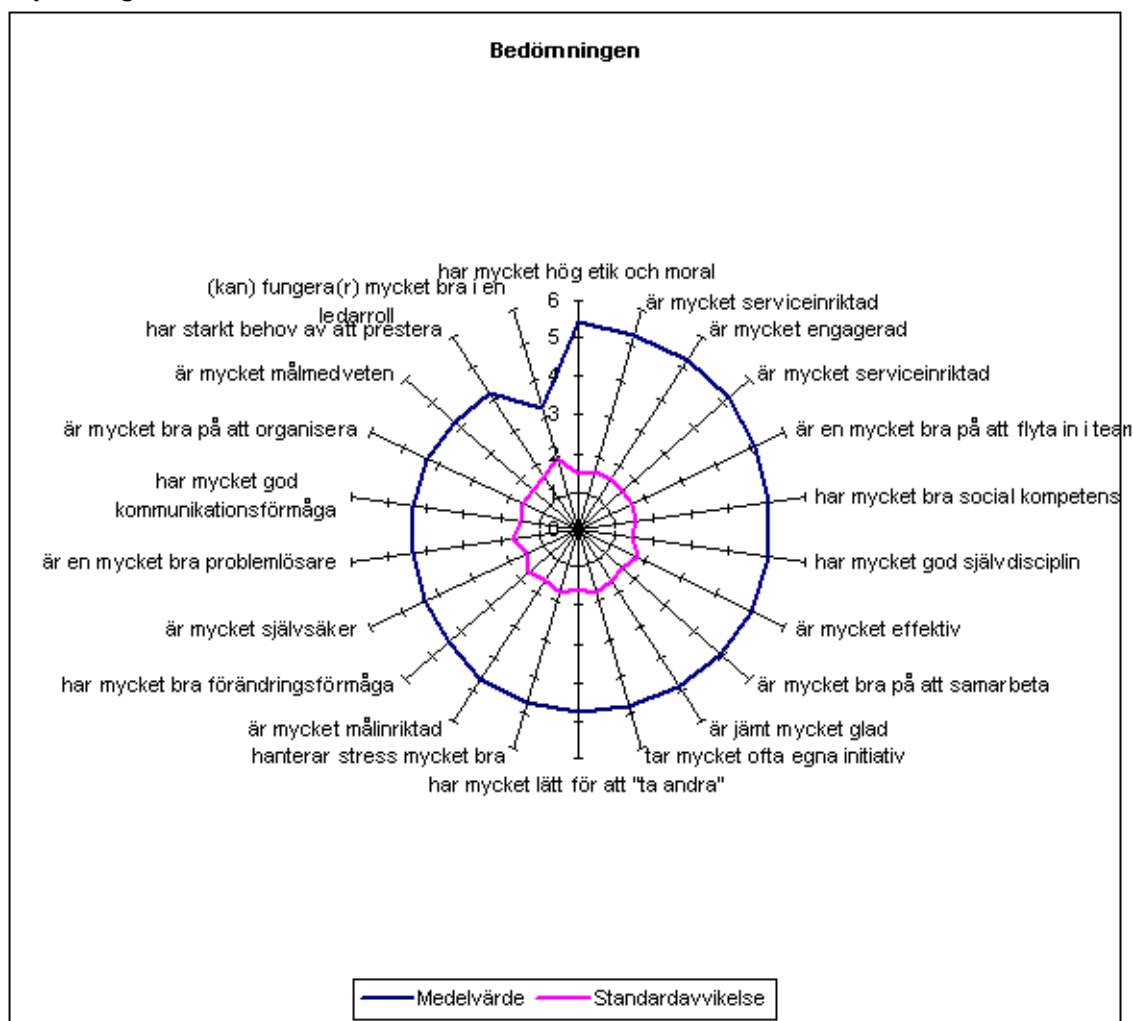 Bedömningen
har mycket hög etik och moral
(kan) fungera(r) mycket bra i en
ledarroll
är mycket serviceinriktad
har starkt behov av att prestera
är mycket engagerad
är mycket målmedveten
är mycket serviceinriktad
är mycket bra på att organisera
är en mycket bra på att flyta in i team
har mycket god
kommunikationsförmåga
har mycket bra social kompetens
är en mycket bra problemlösare
har mycket god självdisciplin
är mycket självsäker
är mycket effektiv
har mycket bra förändringsförmåga
är mycket bra på att samarbeta
är mycket målinriktad
är jämt mycket glad
hanterar stress mycket bra
tar mycket ofta egna initiativ
har mycket lätt för att "ta andra"
6
5
4
3
2
1
0
Medelvärde
Standardavvikelse